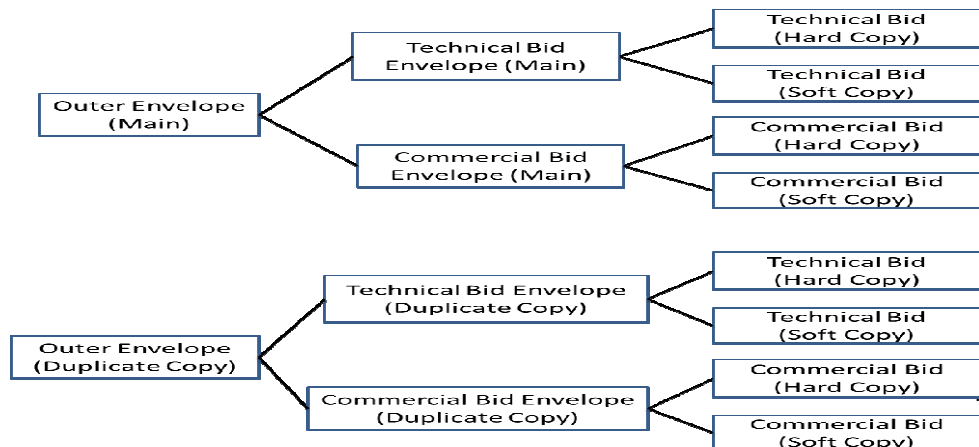 Technical Bid
(Hard Copy)
Technical Bid
Envelope (Main)
Technical Bid
(Soft Copy)
Outer Envelope
(Main)
Commercial Bid
(Hard Copy)
Commercial Bid
Envelope (Main)
Commercial Bid
(Soft Copy)
Technical Bid
(Hard Copy)
Technical Bid Envelope
(Duplicate Copy)
Technical Bid
(Soft Copy)
Outer Envelope
(Duplicate Copy)
Commercial Bid
(Hard Copy)
Commercial Bid Envelope
(Duplicate Copy)
Commercial Bid
(Soft Copy)